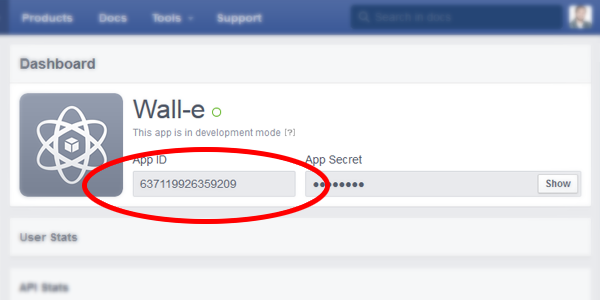 Products Docs Tools Support Search in docs
Dashboard
Wall-e
This app is in development mode [?]
App ID App Secret
637119926359209 •••••••• Show
User Stats
API Stats